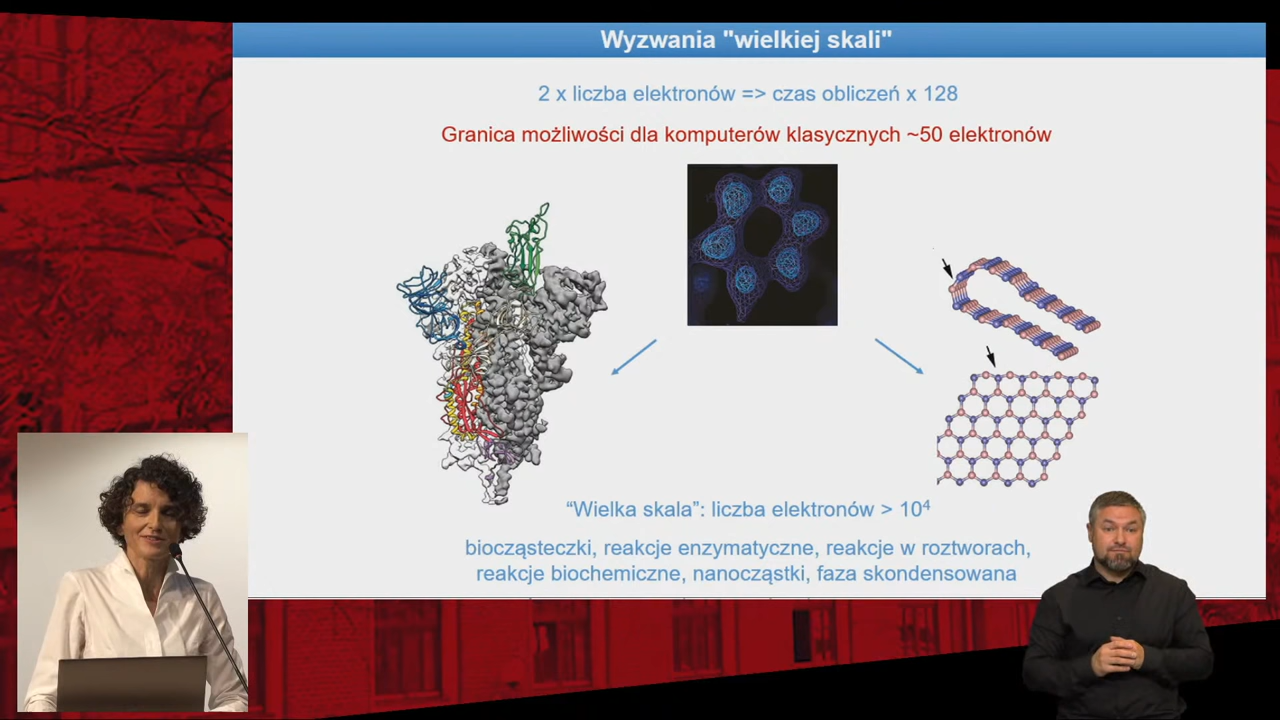 Wyzwania "wielkiej skali"
2 x liczba elektronów => czas obliczeń x 128
Granica możliwości dla komputerów klasycznych ~50 elektronów
“Wielka skala”: liczba elektronów > 10⁴
biocząsteczki, reakcje enzymatyczne, reakcje w roztworach,
reakcje biochemiczne, nanocząstki, faza skondensowana